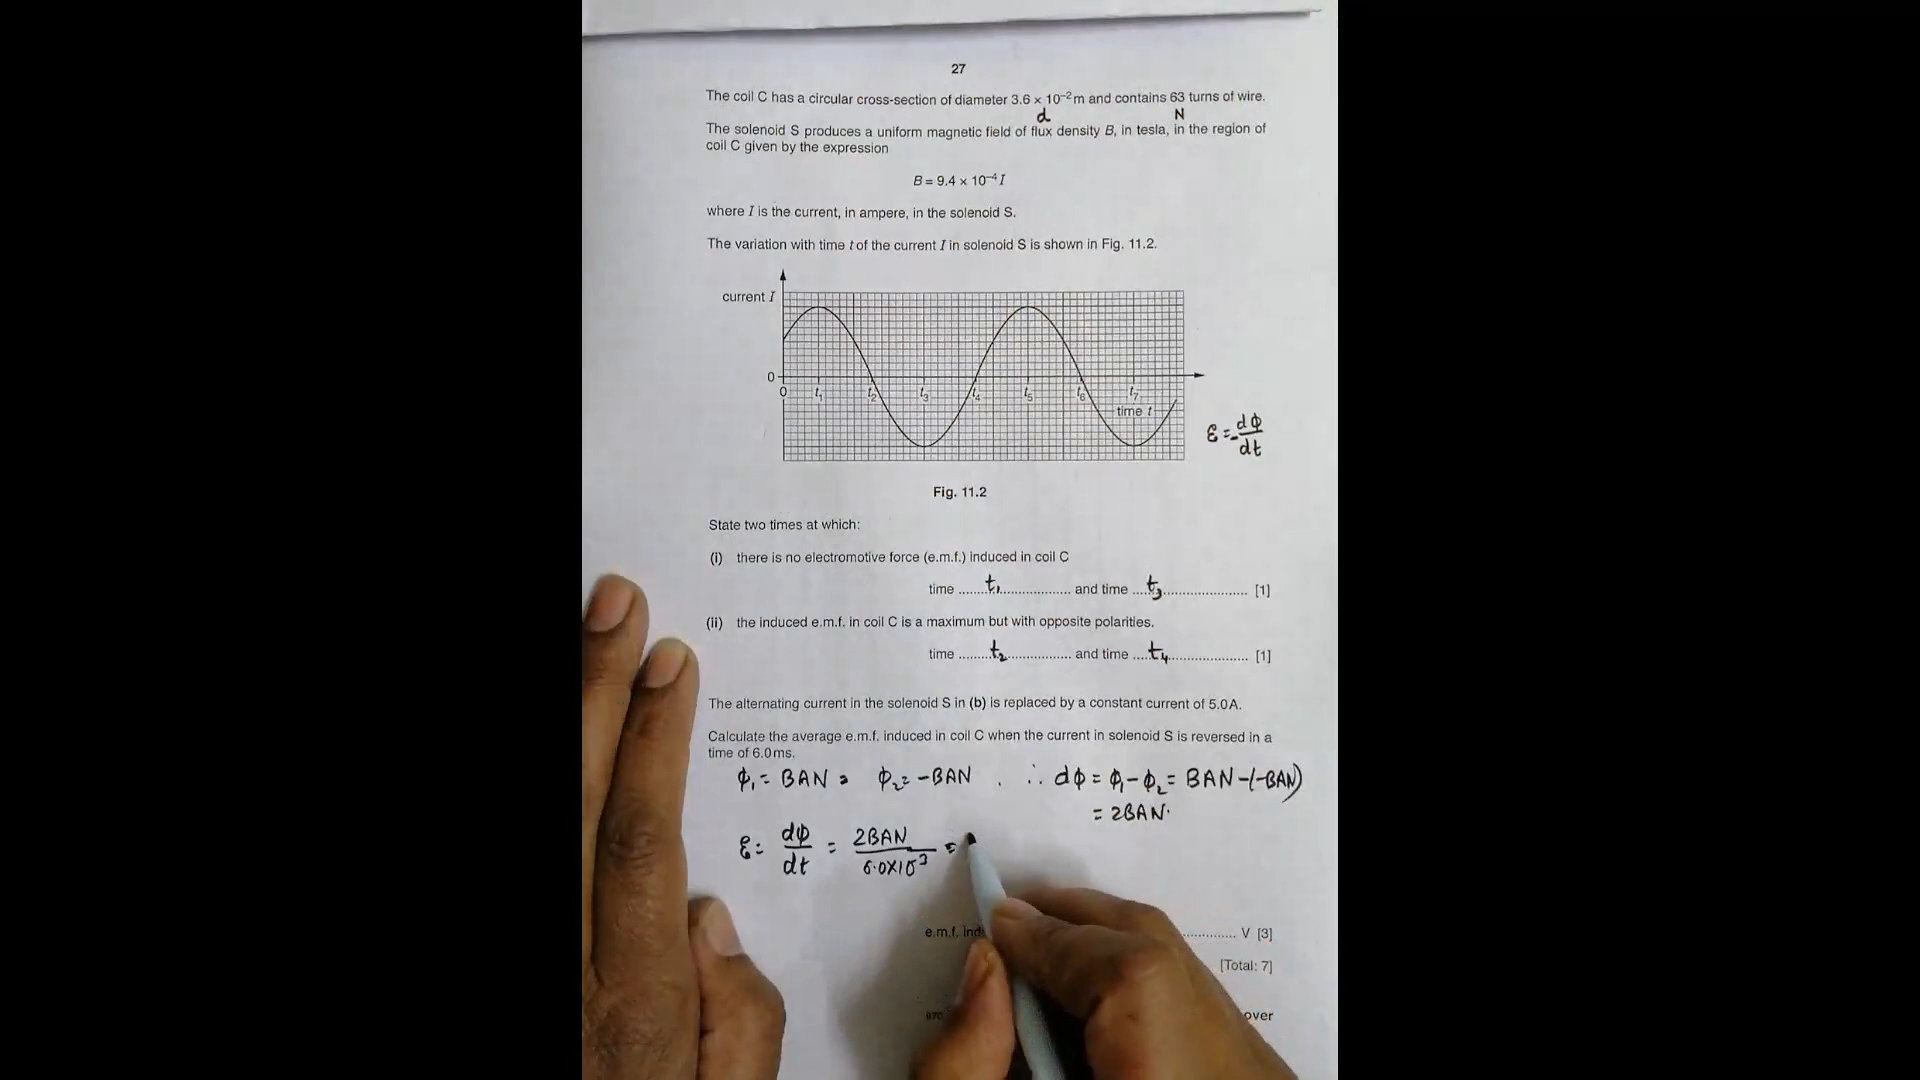 27
The coil C has a circular cross-section of diameter 3.6 × 10⁻² m and contains 63 turns of wire.
d N
The solenoid S produces a uniform magnetic field of flux density B, in tesla, in the region of
coil C given by the expression
B = 9.4 × 10⁻⁴ I
where I is the current, in ampere, in the solenoid S.
The variation with time t of the current I in solenoid S is shown in Fig. 11.2.
current I
0
0 t₁ t₂ t₃ t₄ t₅ t₆ t₇
time t
ε = -dΦ/dt
Fig. 11.2
State two times at which:
(i) there is no electromotive force (e.m.f.) induced in coil C
time ........t₁.................. and time ....t₃..................... [1]
(ii) the induced e.m.f. in coil C is a maximum but with opposite polarities.
time ........t₂................ and time ....t₄.................... [1]
The alternating current in the solenoid S in (b) is replaced by a constant current of 5.0 A.
Calculate the average e.m.f. induced in coil C when the current in solenoid S is reversed in a
time of 6.0 ms.
Φ₁ = BAN = Φ₂ = -BAN . ∴ dΦ = Φ₁ - Φ₂ = BAN - (-BAN)
= 2BAN.
ε = dΦ/dt = 2BAN/6.0×10⁻³ =
e.m.f. ind ............ V [3]
[Total: 7]
over